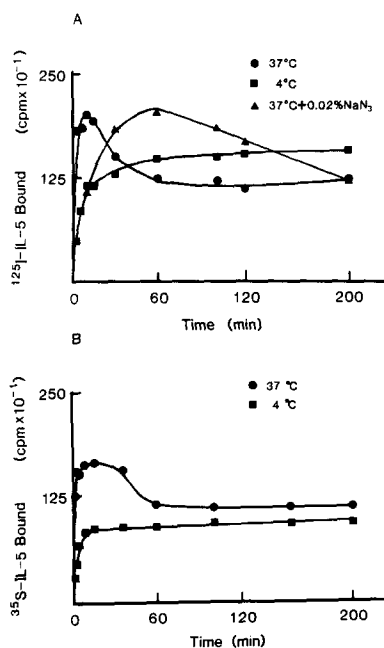 A
● 37°C
■ 4°C
▲ 37°C+0.02%NaN₃
¹²⁵I-IL-5 Bound (cpm×10⁻¹)
250
125
0 60 120 200
Time (min)
B
● 37 °C
■ 4 °C
³⁵S-IL-5 Bound (cpm×10⁻¹)
250
125
0 60 120 200
Time (min)